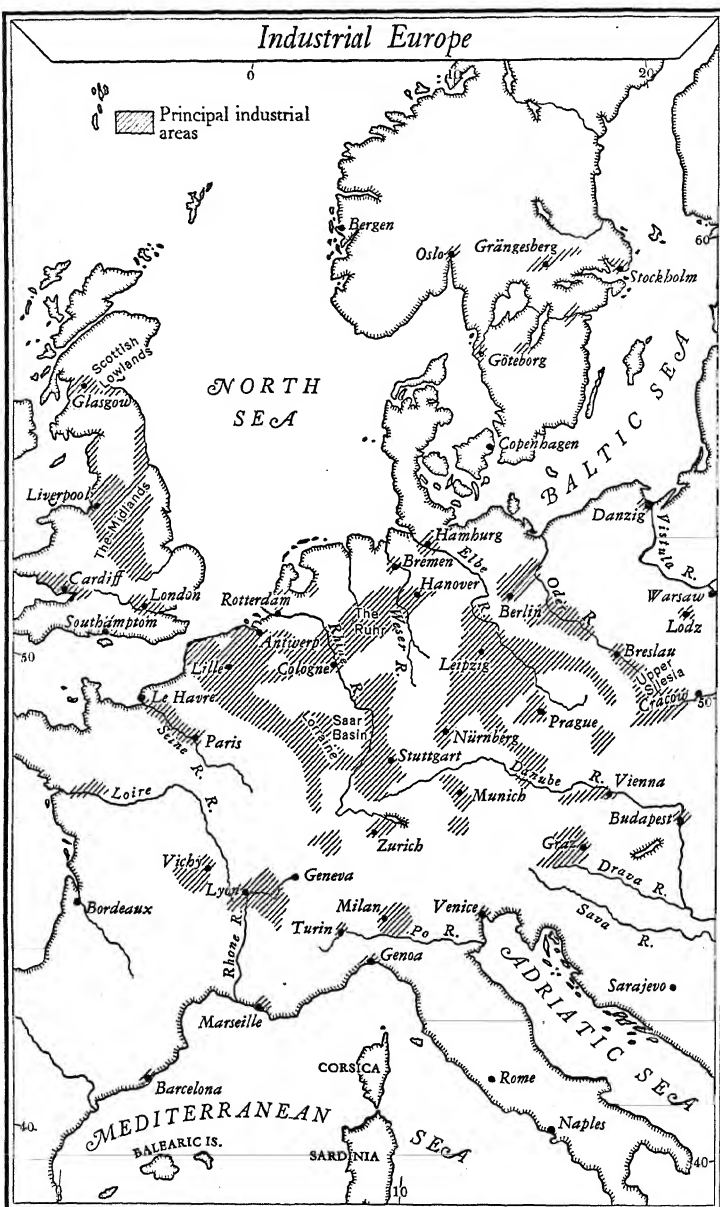 Industrial Europe
0
10
20
Principal industrial
areas
Bergen
60
Oslo
Grängesberg
Stockholm
Scottish
Lowlands
Glasgow
Göteborg
NORTH
SEA
BALTIC SEA
Copenhagen
Liverpool
The Midlands
Danzig
Vistula R.
Hamburg
Elbe
R.
Bremen
Hanover
Weser R.
Cardiff
London
Southamptom
Rotterdam
The
Ruhr
Berlin
Oder
R.
Warsaw
Lodz
50
Antwerp
Rhine
R.
Lille
Cologne
Leipzig
Breslau
Upper
Silesia
Cracow
50
Le Havre
Seine R.
Paris
Lorraine
Saar
Basin
Nürnberg
Prague
Stuttgart
Loire
R.
Munich
Danube
R.
Vienna
Budapest
Zurich
Vichy
Geneva
Graz
Drava R.
Lyon
Rhone R.
Bordeaux
Milan
Venice
Sava
R.
Turin
Po R.
Genoa
Sarajevo
ADRIATIC SEA
Marseille
CORSICA
Barcelona
Rome
MEDITERRANEAN
SEA
Naples
40
BALEARIC IS.
SARDINIA
40
0
10